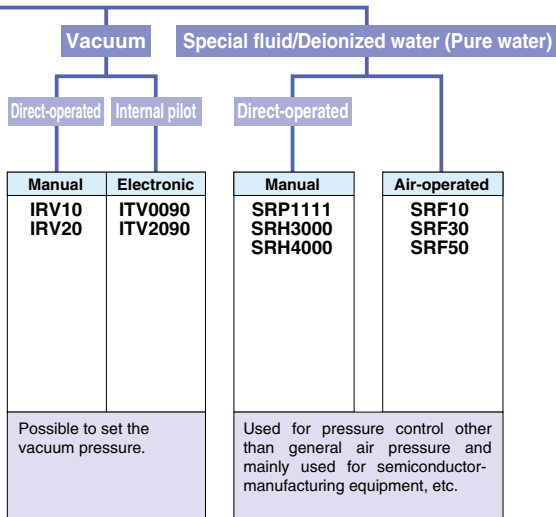 Vacuum
Special fluid/Deionized water (Pure water)
Direct-operated
Internal pilot
Direct-operated
Manual
Electronic
IRV10
IRV20
ITV0090
ITV2090
Manual
Air-operated
SRP1111
SRH3000
SRH4000
SRF10
SRF30
SRF50
Possible to set the
vacuum pressure.
Used for pressure control other
than general air pressure and
mainly used for semiconductor-
manufacturing equipment, etc.